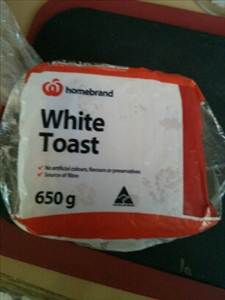 homebrand
White
Toast
No artificial colours, flavours or preservatives
Source of fibre
650 g